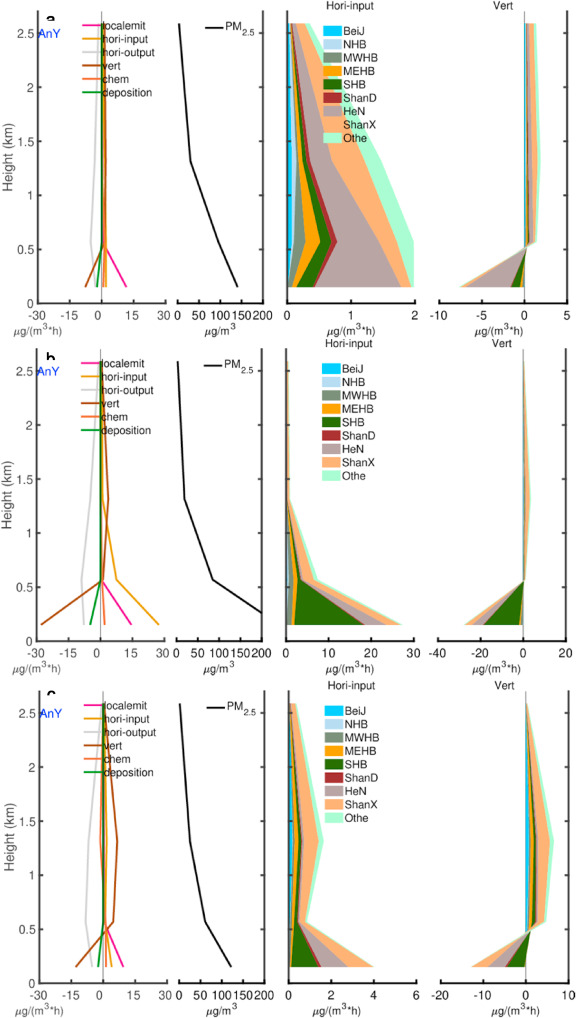 a
Hori-input
Vert
2.5
2
1.5
1
0.5
0
Height (km)
AnY
localemit
hori-input
hori-output
vert
chem
deposition
PM2.5
BeiJ
NHB
MWHB
MEHB
SHB
ShanD
HeN
ShanX
Othe
-30 -15 0 15 30
μg/(m³*h)
0 50 100 150 200
μg/m³
0 1 2
μg/(m³*h)
-10 -5 0 5
μg/(m³*h)
b
Hori-input
Vert
2.5
2
1.5
1
0.5
0
Height (km)
AnY
localemit
hori-input
hori-output
vert
chem
deposition
PM2.5
BeiJ
NHB
MWHB
MEHB
SHB
ShanD
HeN
ShanX
Othe
-30 -15 0 15 30
μg/(m³*h)
0 50 100 150 200
μg/m³
0 10 20 30
μg/(m³*h)
-40 -20 0 20
μg/(m³*h)
c
Hori-input
Vert
2.5
2
1.5
1
0.5
0
Height (km)
AnY
localemit
hori-input
hori-output
vert
chem
deposition
PM2.5
BeiJ
NHB
MWHB
MEHB
SHB
ShanD
HeN
ShanX
Othe
-30 -15 0 15 30
μg/(m³*h)
0 50 100 150 200
μg/m³
0 2 4 6
μg/(m³*h)
-20 -10 0 10
μg/(m³*h)